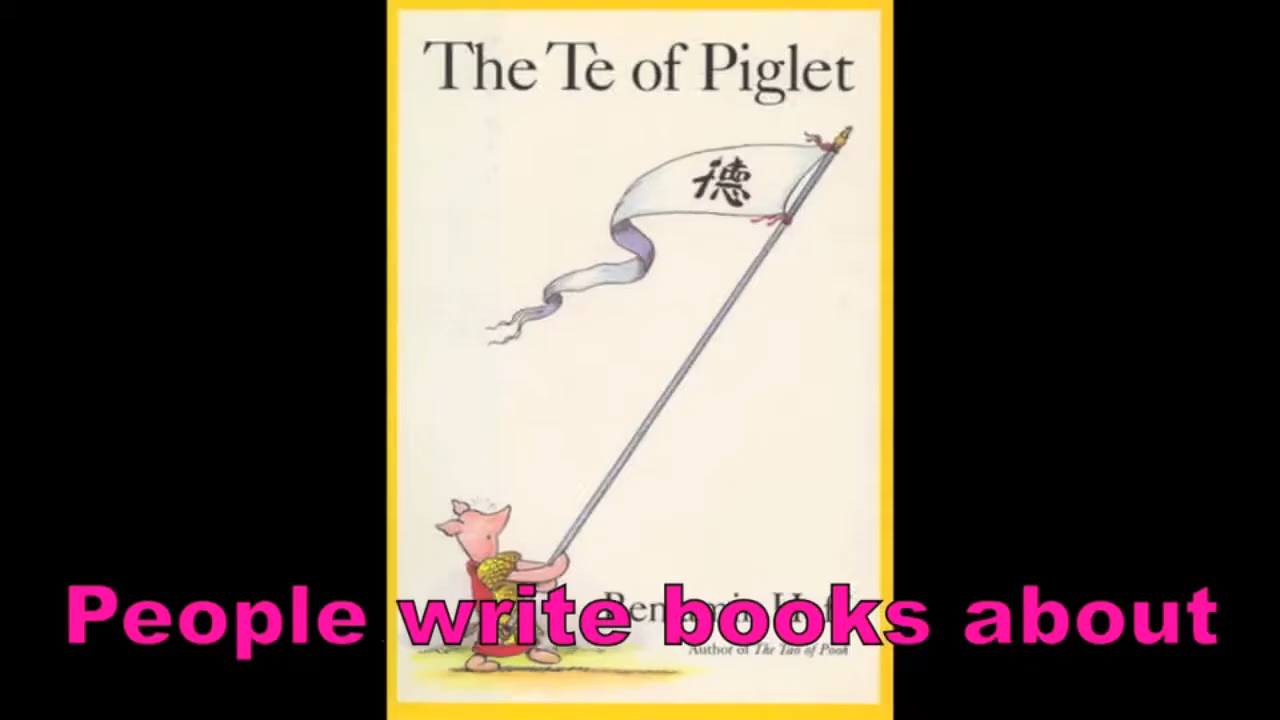 The Te of Piglet
德
People write books about
Author of The Tao of Pooh